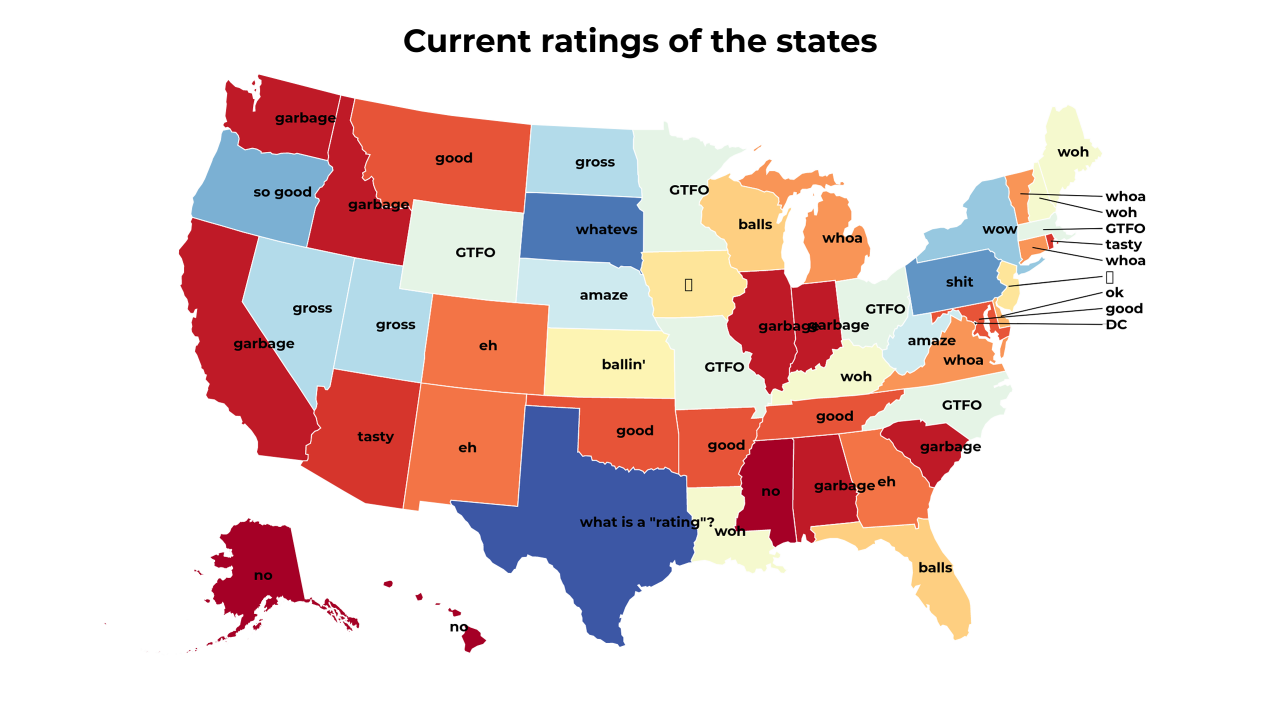 Current ratings of the states
garbage
good
gross
GTFO
woh
so good
garbage
balls
whoa
whoa
woh
whatevs
wow
GTFO
tasty
whoa
GTFO
amaze
shit
ok
good
DC
gross
gross
garbage
eh
ballin'
GTFO
garbage
garbage
GTFO
amaze
whoa
woh
tasty
eh
good
good
good
GTFO
garbage
no
garbage
eh
what is a "rating"?
woh
balls
no
no